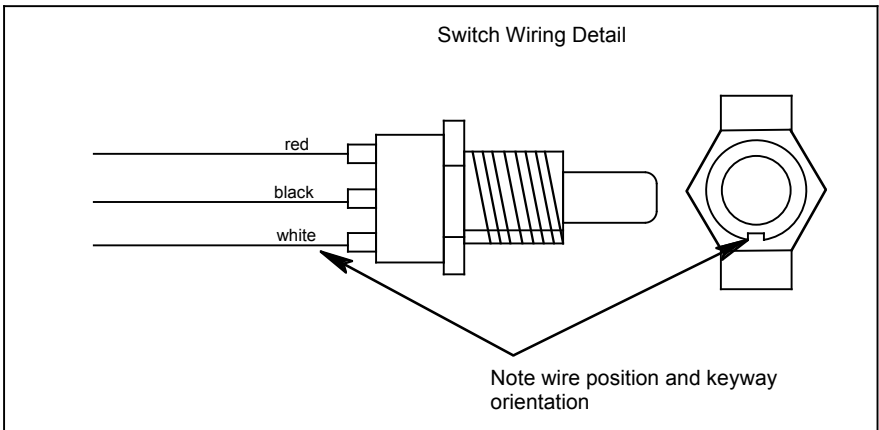 Switch Wiring Detail
red
black
white
Note wire position and keyway
orientation